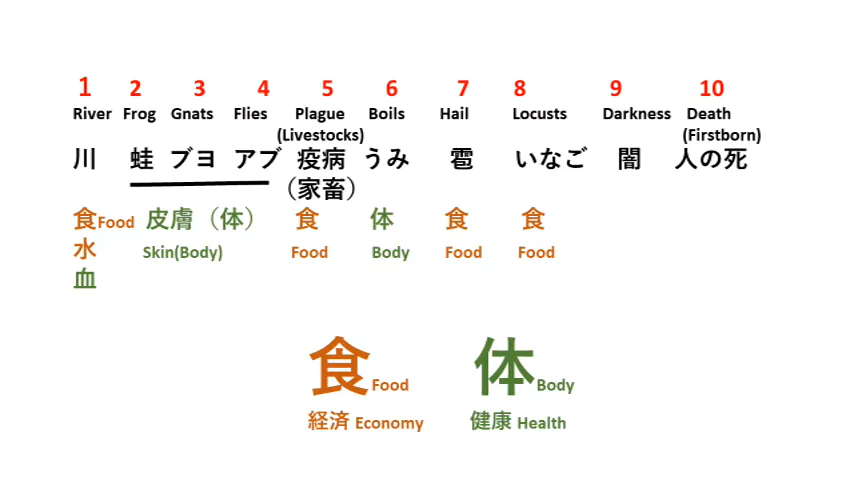 1 2 3 4 5 6 7 8 9 10
River Frog Gnats Flies Plague Boils Hail Locusts Darkness Death
(Livestocks) (Firstborn)
川 蛙 ブヨ アブ 疫病 うみ 雹 いなご 闇 人の死
（家畜）
食Food 皮膚（体） 食 体 食 食
水 Skin(Body) Food Body Food Food
血
食Food 体Body
経済 Economy 健康 Health